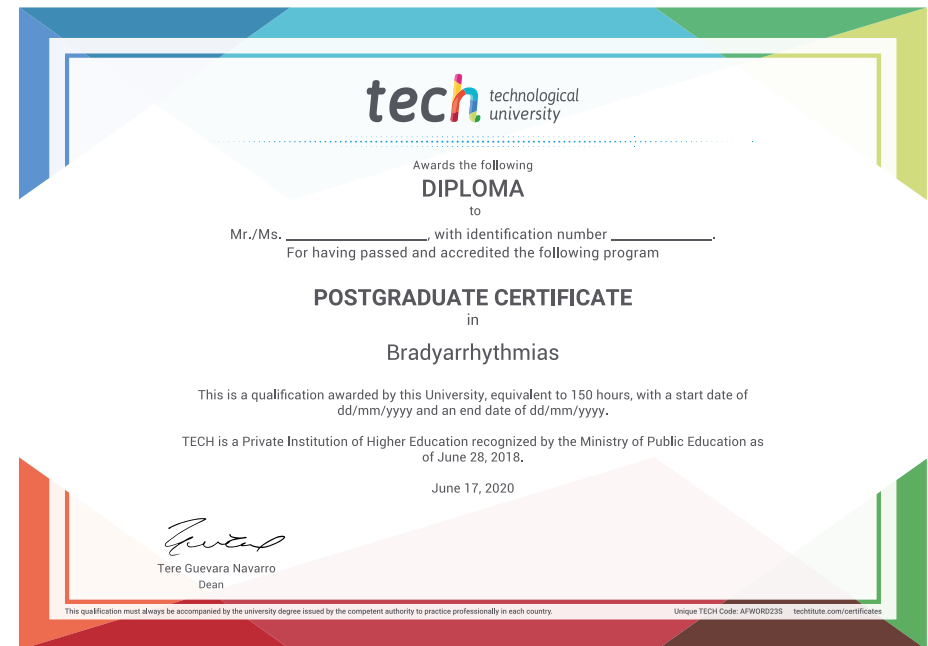 tech technological
university
Awards the following
DIPLOMA
to
Mr./Ms. ____________________, with identification number ______________.
For having passed and accredited the following program
POSTGRADUATE CERTIFICATE
in
Bradyarrhythmias
This is a qualification awarded by this University, equivalent to 150 hours, with a start date of
dd/mm/yyyy and an end date of dd/mm/yyyy.
TECH is a Private Institution of Higher Education recognized by the Ministry of Public Education as
of June 28, 2018.
June 17, 2020
Tere Guevara Navarro
Dean
This qualification must always be accompanied by the university degree issued by the competent authority to practice professionally in each country.
Unique TECH Code: AFWORD23S techtitute.com/certificates